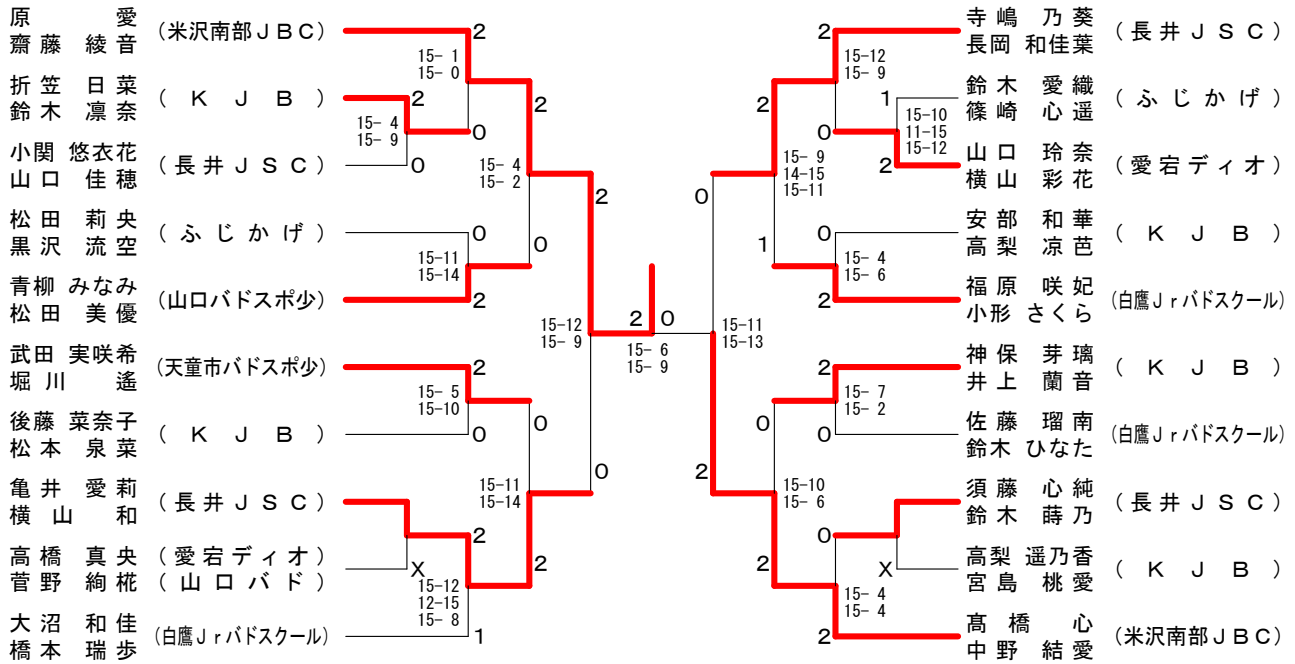 原　愛
齋藤 綾音
(米沢南部ＪＢＣ)
2
15- 1
15- 0
折笠 日菜
鈴木 凛奈
(ＫＪＢ)
2
0
15- 4
15- 9
小関 悠衣花
山口 佳穂
(長井ＪＳＣ)
0
2
15- 4
15- 2
松田 莉央
黒沢 流空
(ふじかげ)
0
0
15-11
15-14
青柳 みなみ
松田 美優
(山口バドスポ少)
2
2
15-12
15- 9
武田 実咲希
堀川 遙
(天童市バドスポ少)
2
15- 5
15-10
後藤 菜奈子
松本 泉菜
(ＫＪＢ)
0
0
0
15-11
15-14
亀井 愛莉
横山 和
(長井ＪＳＣ)
2
2
高橋 真央
菅野 絢椛
(愛宕ディオ)
(山口バド)
X
15-12
12-15
15- 8
大沼 和佳
橋本 瑞歩
(白鷹Ｊｒバドスクール)
1
2 0
15- 6
15- 9
寺嶋 乃葵
長岡 和佳葉
(長井ＪＳＣ)
2
15-12
15- 9
鈴木 愛織
篠崎 心遥
(ふじかげ)
1
2
0
15-10
11-15
15-12
山口 玲奈
横山 彩花
(愛宕ディオ)
2
15- 9
14-15
15-11
0
安部 和華
高梨 凉芭
(ＫＪＢ)
0
1
15- 4
15- 6
福原 咲妃
小形 さくら
(白鷹Ｊｒバドスクール)
2
15-11
15-13
神保 芽璃
井上 蘭音
(ＫＪＢ)
2
15- 7
15- 2
佐藤 瑠南
鈴木 ひなた
(白鷹Ｊｒバドスクール)
0
0
2
15-10
15- 6
須藤 心純
鈴木 蒔乃
(長井ＪＳＣ)
0
2
高梨 遥乃香
宮島 桃愛
(ＫＪＢ)
X
15- 4
15- 4
髙橋 心
中野 結愛
(米沢南部ＪＢＣ)
2